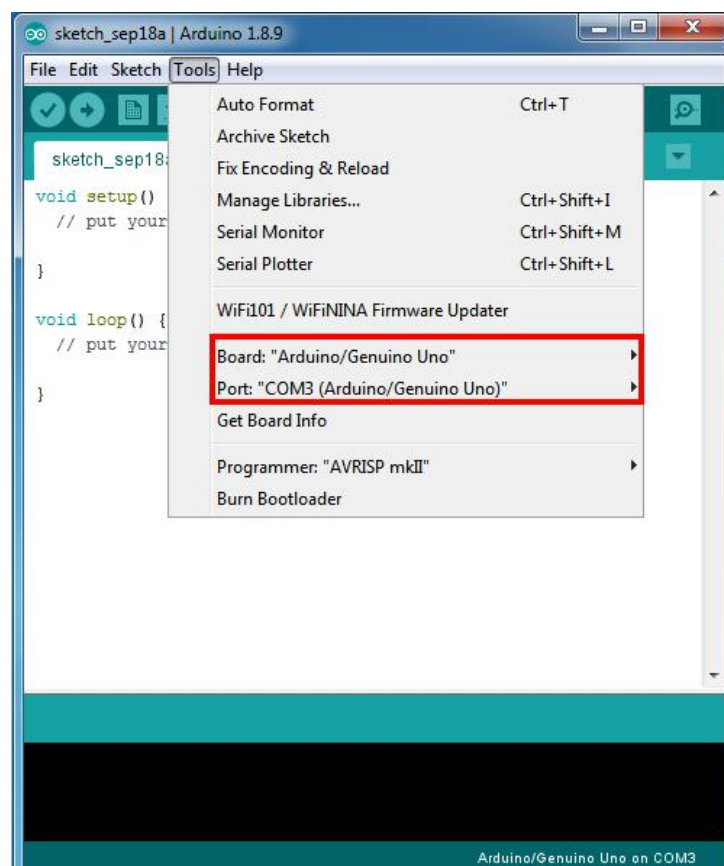 sketch_sep18a | Arduino 1.8.9
File Edit Sketch Tools Help
sketch_sep18a
Auto Format Ctrl+T
Archive Sketch
Fix Encoding & Reload
Manage Libraries... Ctrl+Shift+I
Serial Monitor Ctrl+Shift+M
Serial Plotter Ctrl+Shift+L
WiFi101 / WiFiNINA Firmware Updater
Board: "Arduino/Genuino Uno"
Port: "COM3 (Arduino/Genuino Uno)"
Get Board Info
Programmer: "AVRISP mkII"
Burn Bootloader
void setup()
// put your
}
void loop() {
// put your
}
Arduino/Genuino Uno on COM3